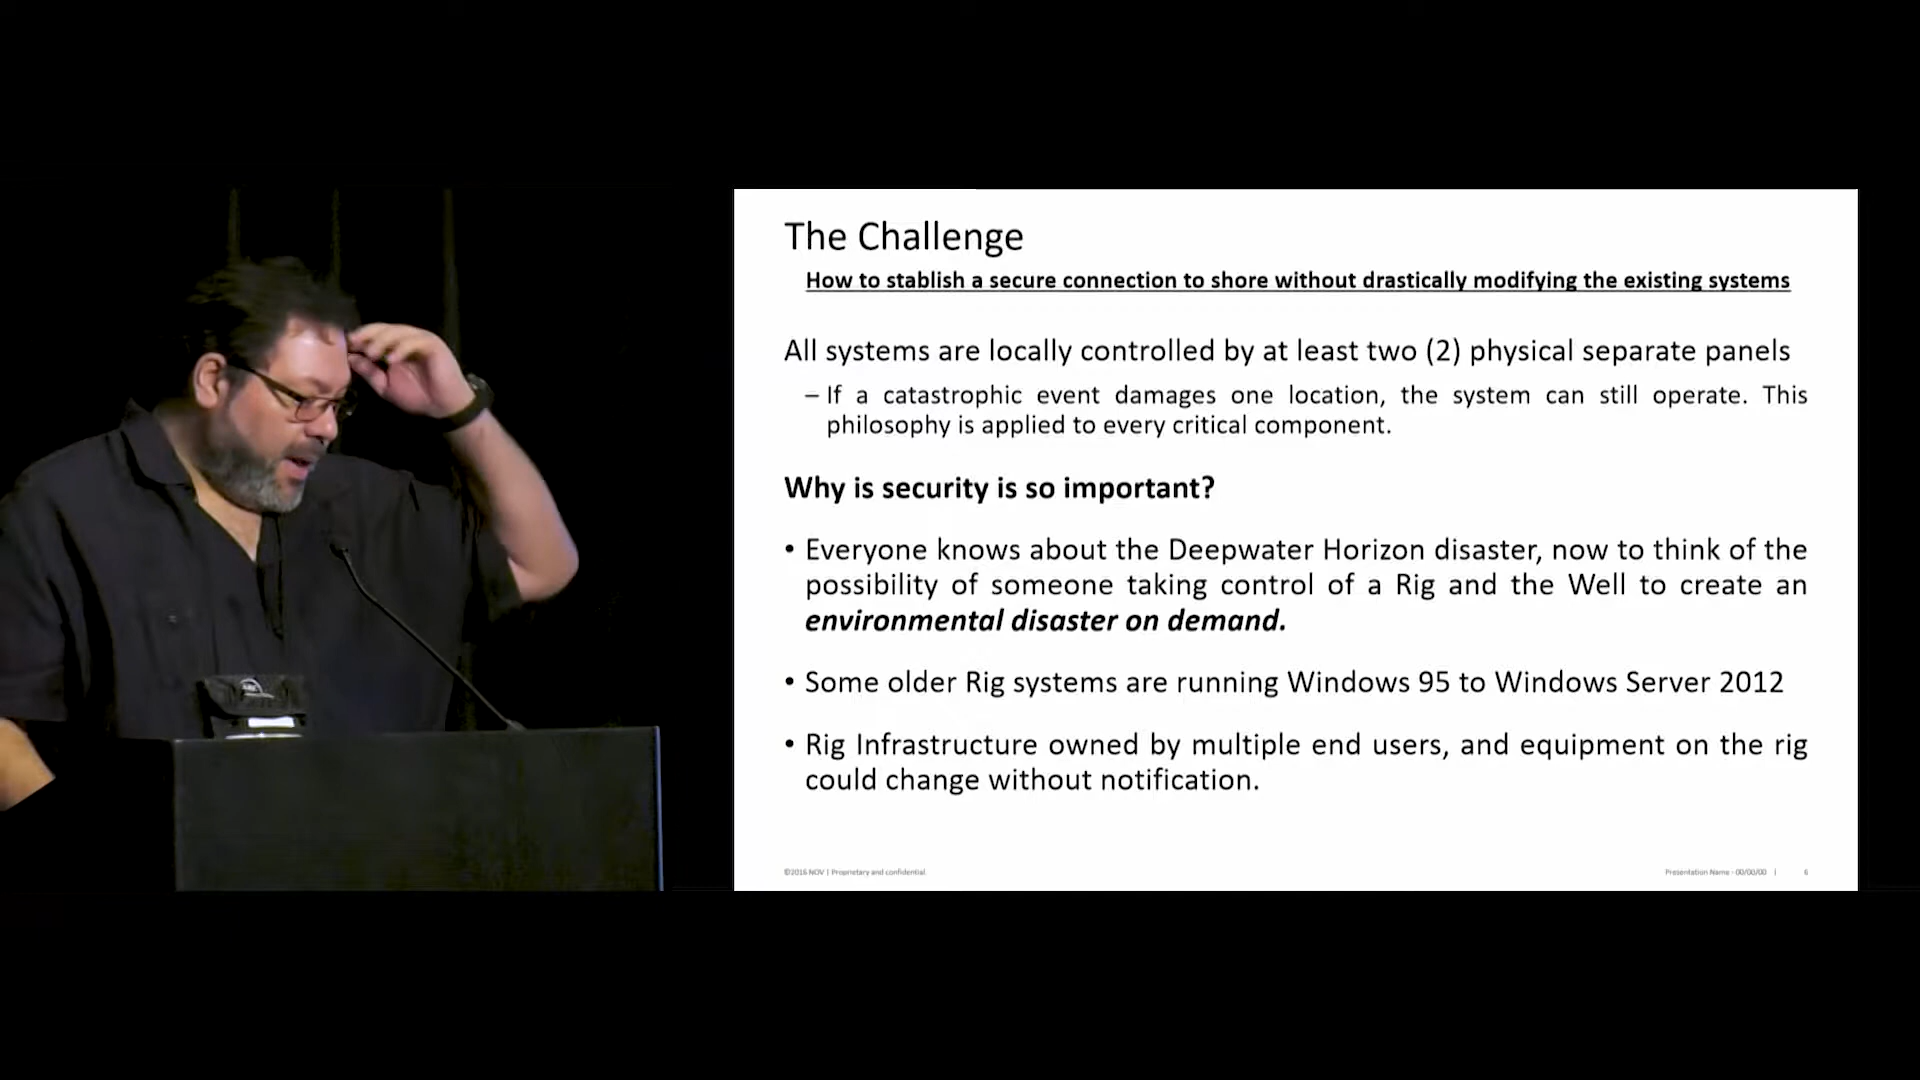 The Challenge
How to stablish a secure connection to shore without drastically modifying the existing systems
All systems are locally controlled by at least two (2) physical separate panels
– If a catastrophic event damages one location, the system can still operate. This
philosophy is applied to every critical component.
Why is security is so important?
• Everyone knows about the Deepwater Horizon disaster, now to think of the
possibility of someone taking control of a Rig and the Well to create an
environmental disaster on demand.
• Some older Rig systems are running Windows 95 to Windows Server 2012
• Rig Infrastructure owned by multiple end users, and equipment on the rig
could change without notification.
©2016 NOV | Proprietary and confidential
Presentation Name - 00/00/00 | 6